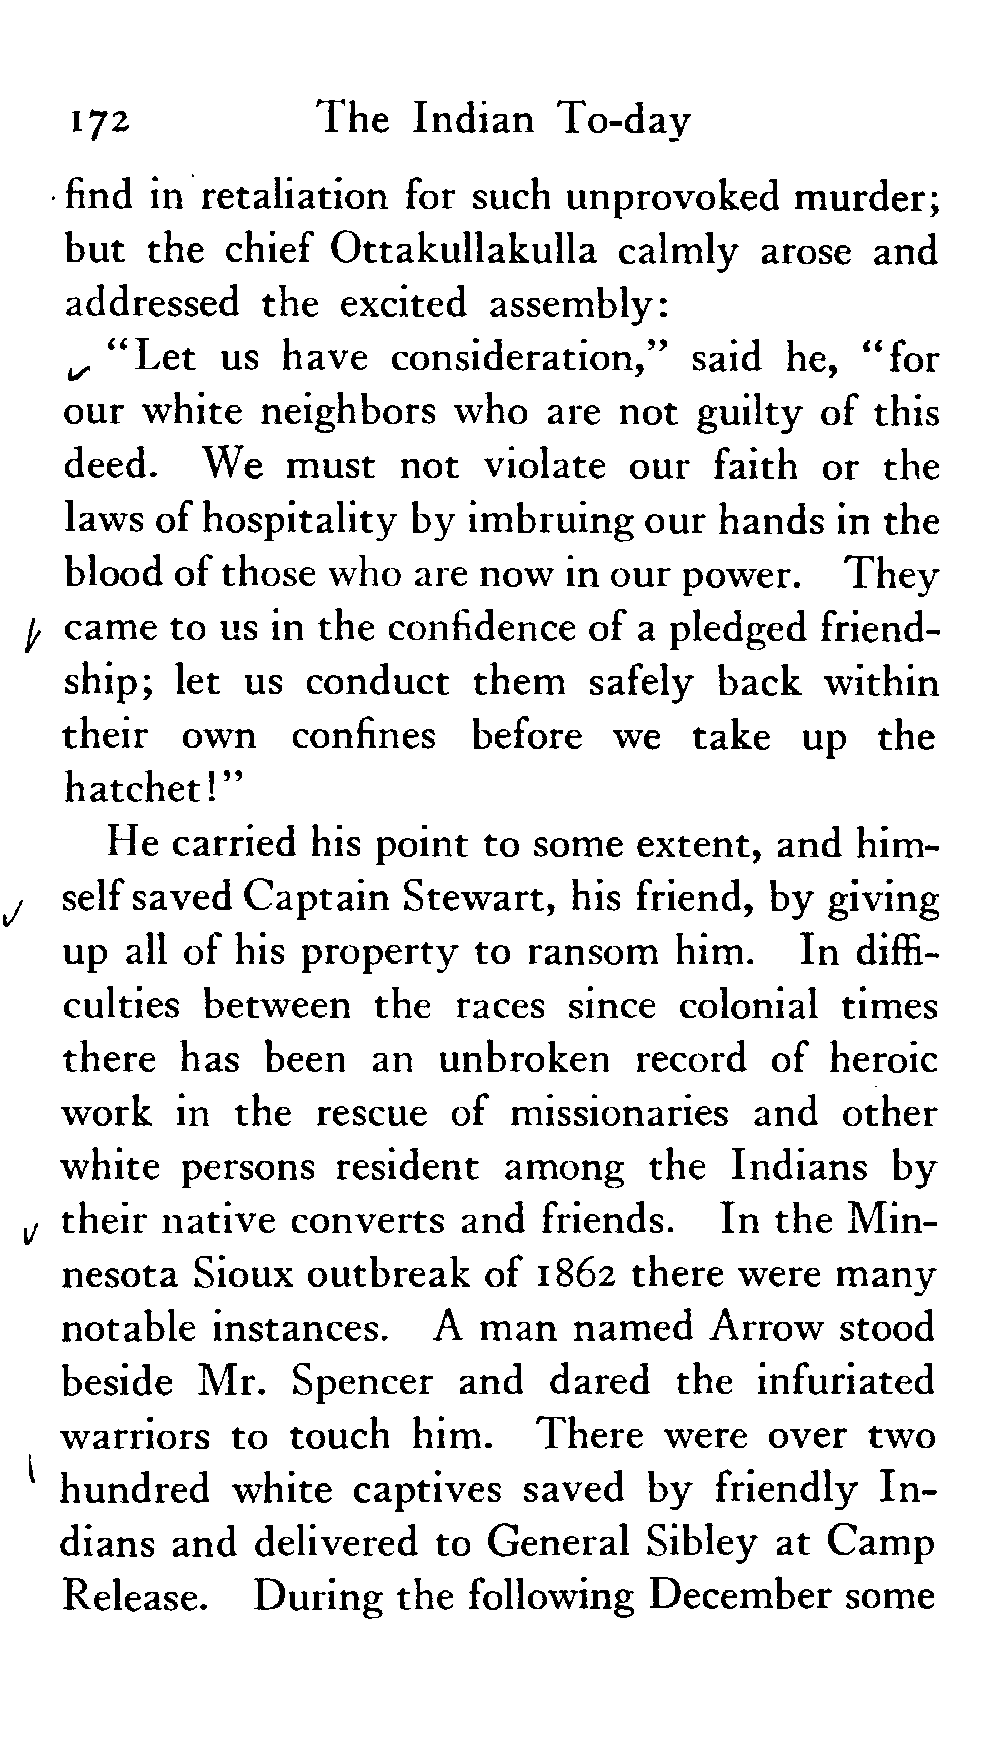 172 The Indian To-day
find in retaliation for such unprovoked murder;
but the chief Ottakullakulla calmly arose and
addressed the excited assembly:
“Let us have consideration,” said he, “for
our white neighbors who are not guilty of this
deed. We must not violate our faith or the
laws of hospitality by imbruing our hands in the
blood of those who are now in our power. They
came to us in the confidence of a pledged friend-
ship; let us conduct them safely back within
their own confines before we take up the
hatchet!”
He carried his point to some extent, and him-
self saved Captain Stewart, his friend, by giving
up all of his property to ransom him. In diffi-
culties between the races since colonial times
there has been an unbroken record of heroic
work in the rescue of missionaries and other
white persons resident among the Indians by
their native converts and friends. In the Min-
nesota Sioux outbreak of 1862 there were many
notable instances. A man named Arrow stood
beside Mr. Spencer and dared the infuriated
warriors to touch him. There were over two
hundred white captives saved by friendly In-
dians and delivered to General Sibley at Camp
Release. During the following December some